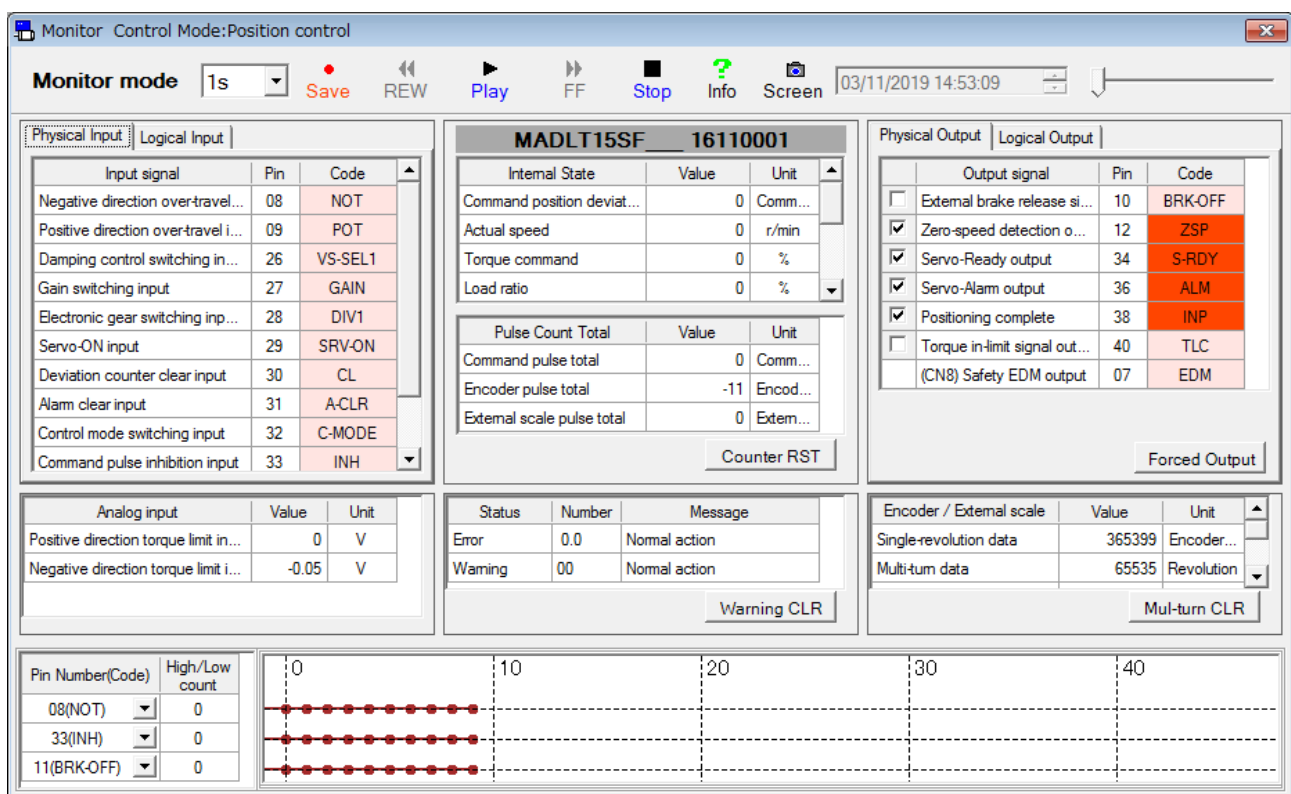 Monitor Control Mode:Position control
Monitor mode 1s Save REW Play FF Stop Info Screen 03/11/2019 14:53:09
Physical Input Logical Input
Input signal Pin Code
Negative direction over-travel... 08 NOT
Positive direction over-travel i... 09 POT
Damping control switching in... 26 VS-SEL1
Gain switching input 27 GAIN
Electronic gear switching inp... 28 DIV1
Servo-ON input 29 SRV-ON
Deviation counter clear input 30 CL
Alarm clear input 31 A-CLR
Control mode switching input 32 C-MODE
Command pulse inhibition input 33 INH
MADLT15SF___ 16110001
Internal State Value Unit
Command position deviat... 0 Comm...
Actual speed 0 r/min
Torque command 0 %
Load ratio 0 %
Pulse Count Total Value Unit
Command pulse total 0 Comm...
Encoder pulse total -11 Encod...
External scale pulse total 0 Extern...
Counter RST
Physical Output Logical Output
Output signal Pin Code
External brake release si... 10 BRK-OFF
Zero-speed detection o... 12 ZSP
Servo-Ready output 34 S-RDY
Servo-Alarm output 36 ALM
Positioning complete 38 INP
Torque in-limit signal out... 40 TLC
(CN8) Safety EDM output 07 EDM
Forced Output
Analog input Value Unit
Positive direction torque limit in... 0 V
Negative direction torque limit i... -0.05 V
Status Number Message
Error 0.0 Normal action
Warning 00 Normal action
Warning CLR
Encoder / External scale Value Unit
Single-revolution data 365399 Encoder...
Multi-turn data 65535 Revolution
Mul-turn CLR
Pin Number(Code) High/Low
count
08(NOT) 0
33(INH) 0
11(BRK-OFF) 0
0 10 20 30 40